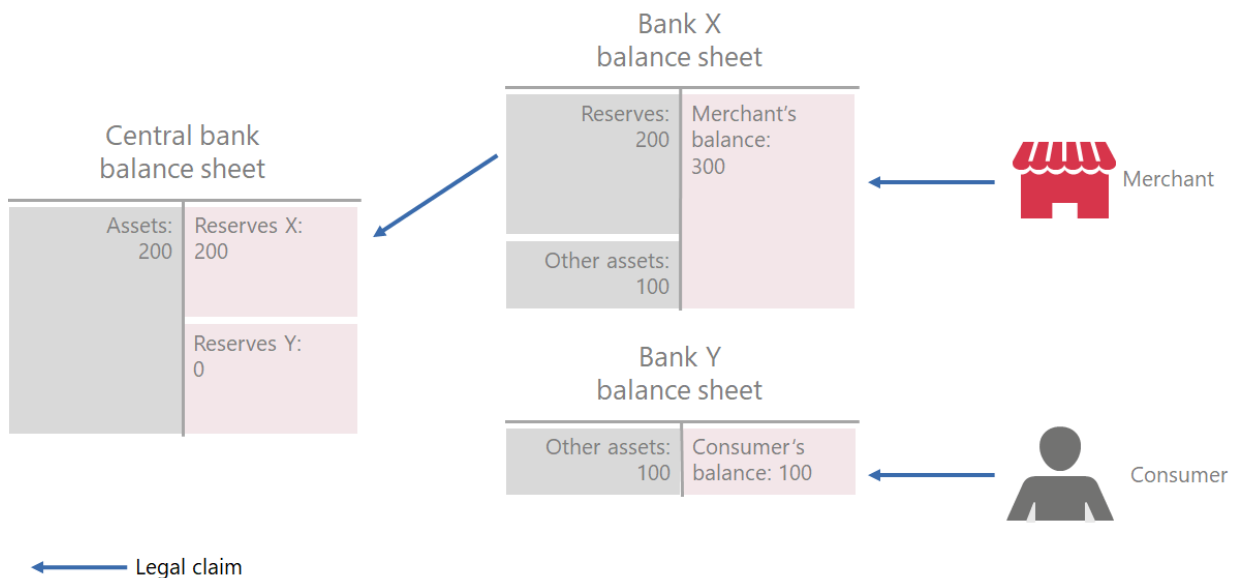 Bank X
balance sheet
Reserves:
200
Merchant's
balance:
300
Other assets:
100
Merchant
Central bank
balance sheet
Assets:
200
Reserves X:
200
Reserves Y:
0
Bank Y
balance sheet
Other assets:
100
Consumer's
balance: 100
Consumer
Legal claim